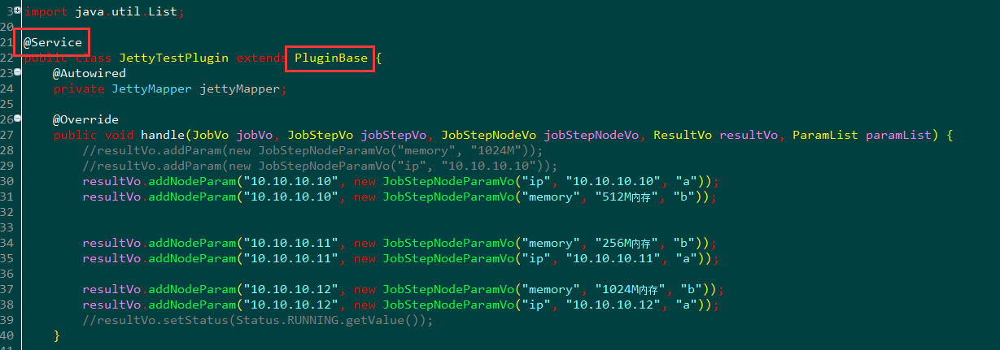 3 import java.util.List;
20
21 @Service
22 public class JettyTestPlugin extends PluginBase {
23     @Autowired
24     private JettyMapper jettyMapper;
25
26     @Override
27     public void handle(JobVo jobVo, JobStepVo jobStepVo, JobStepNodeVo jobStepNodeVo, ResultVo resultVo, ParamList paramList) {
28         //resultVo.addParam(new JobStepNodeParamVo("memory", "1024M"));
29         //resultVo.addParam(new JobStepNodeParamVo("ip", "10.10.10.10"));
30         resultVo.addNodeParam("10.10.10.10", new JobStepNodeParamVo("ip", "10.10.10.10", "a"));
31         resultVo.addNodeParam("10.10.10.10", new JobStepNodeParamVo("memory", "512M内存", "b"));
32
33
34         resultVo.addNodeParam("10.10.10.11", new JobStepNodeParamVo("memory", "256M内存", "b"));
35         resultVo.addNodeParam("10.10.10.11", new JobStepNodeParamVo("ip", "10.10.10.11", "a"));
36
37         resultVo.addNodeParam("10.10.10.12", new JobStepNodeParamVo("memory", "1024M内存", "b"));
38         resultVo.addNodeParam("10.10.10.12", new JobStepNodeParamVo("ip", "10.10.10.12", "a"));
39         //resultVo.setStatus(Status.RUNNING.getValue());
40     }
41